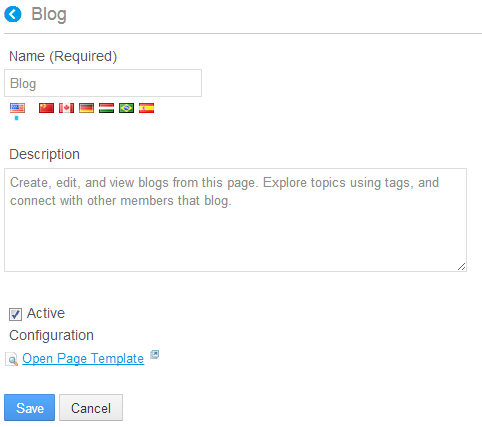 Blog
Name (Required)
Blog
Description
Create, edit, and view blogs from this page. Explore topics using tags, and
connect with other members that blog.
Active
Configuration
Open Page Template
Save Cancel